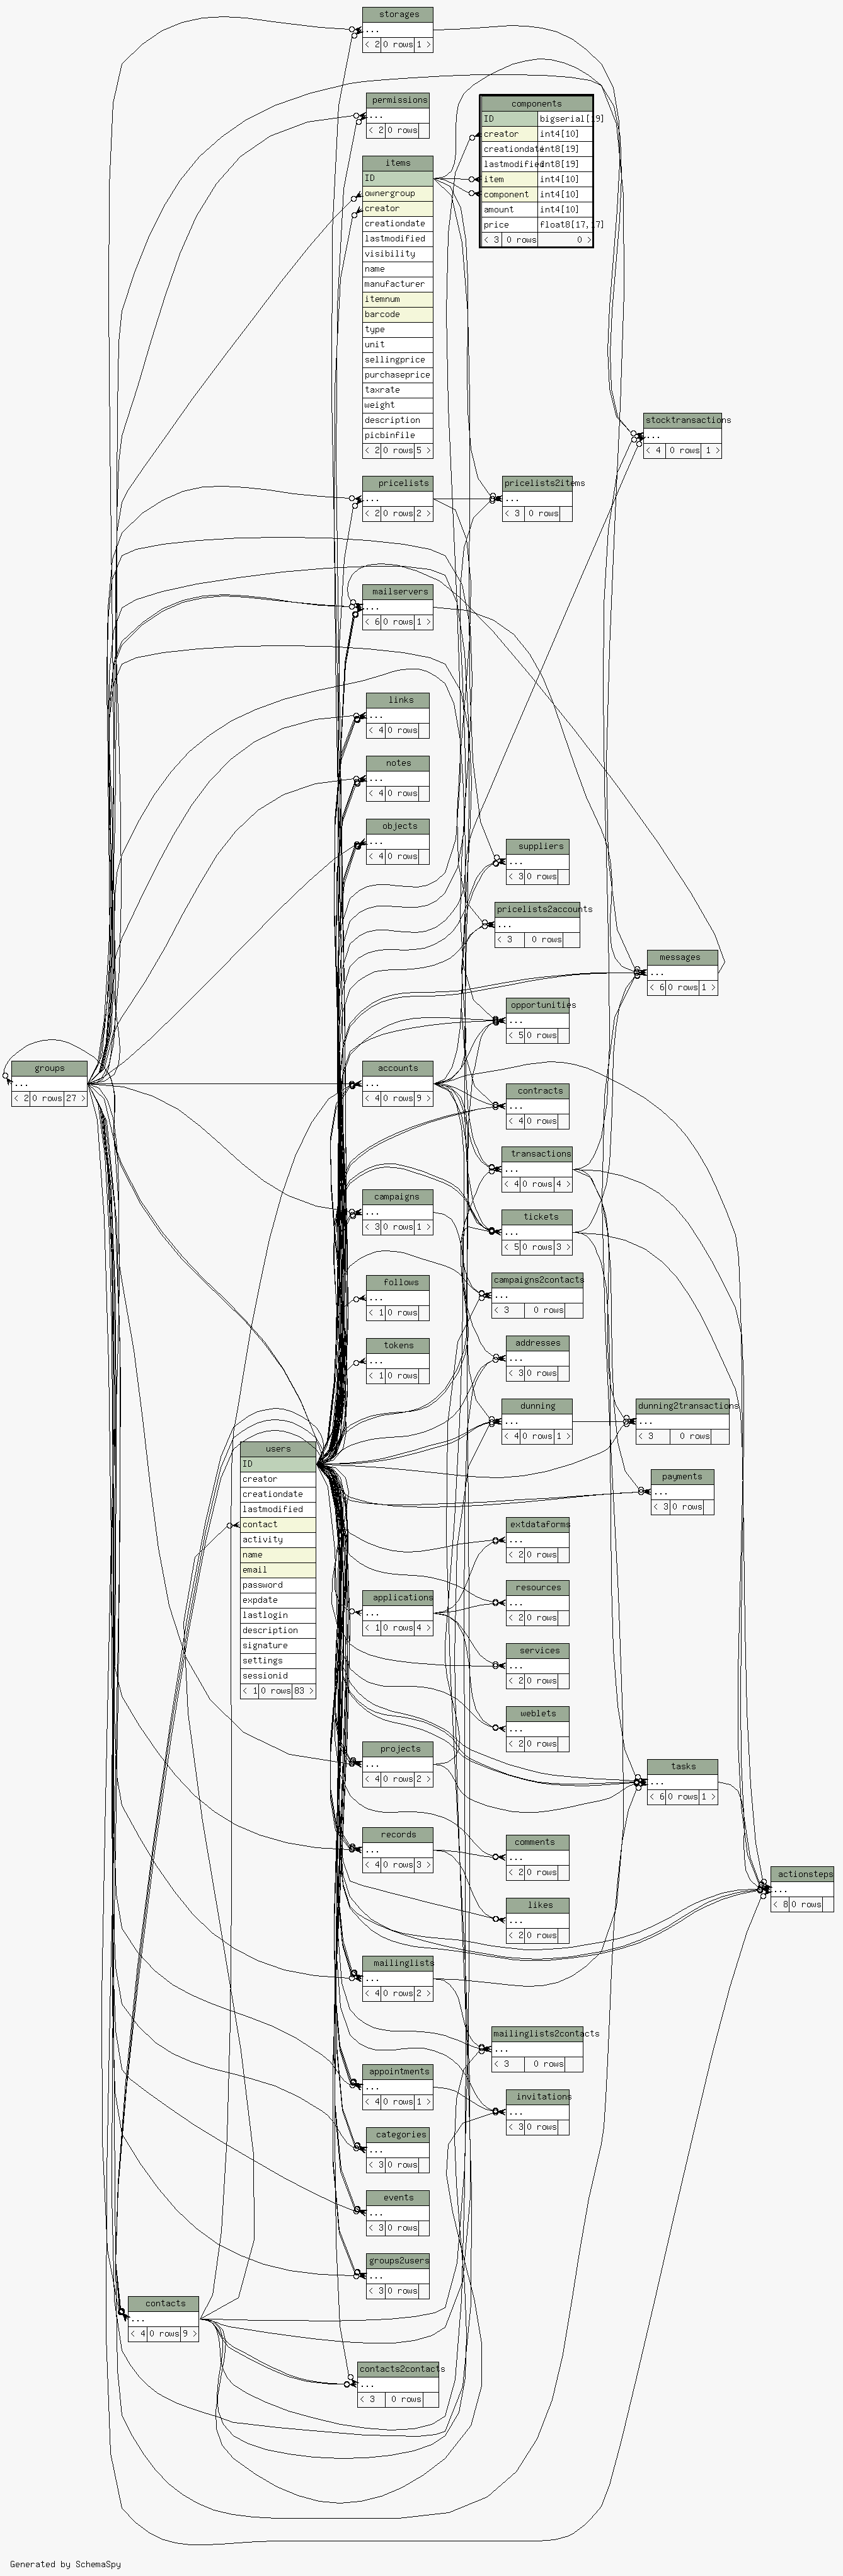 storages
...
< 2 0 rows 1 >
permissions
...
< 2 0 rows
components
ID bigserial[19]
creator int4[10]
creationdate int8[19]
lastmodified int8[19]
item int4[10]
component int4[10]
amount int4[10]
price float8[17,17]
< 3 0 rows 0 >
items
ID
ownergroup
creator
creationdate
lastmodified
visibility
name
manufacturer
itemnum
barcode
type
unit
sellingprice
purchaseprice
taxrate
weight
description
picbinfile
< 2 0 rows 5 >
stocktransactions
...
< 4 0 rows 1 >
pricelists
...
< 2 0 rows 2 >
pricelists2items
...
< 3 0 rows
mailservers
...
< 6 0 rows 1 >
links
...
< 4 0 rows
notes
...
< 4 0 rows
objects
...
< 4 0 rows
suppliers
...
< 3 0 rows
pricelists2accounts
...
< 3 0 rows
messages
...
< 6 0 rows 1 >
opportunities
...
< 5 0 rows
groups
...
< 2 0 rows 27 >
accounts
...
< 4 0 rows 9 >
contracts
...
< 4 0 rows
transactions
...
< 4 0 rows 4 >
campaigns
...
< 3 0 rows 1 >
tickets
...
< 5 0 rows 3 >
follows
...
< 1 0 rows
campaigns2contacts
...
< 3 0 rows
tokens
...
< 1 0 rows
addresses
...
< 3 0 rows
dunning
...
< 4 0 rows 1 >
dunning2transactions
...
< 3 0 rows
users
ID
creator
creationdate
lastmodified
contact
activity
name
email
password
expdate
lastlogin
description
signature
settings
sessionid
< 1 0 rows 83 >
payments
...
< 3 0 rows
extdataforms
...
< 2 0 rows
applications
...
< 1 0 rows 4 >
resources
...
< 2 0 rows
services
...
< 2 0 rows
weblets
...
< 2 0 rows
projects
...
< 4 0 rows 2 >
tasks
...
< 6 0 rows 1 >
records
...
< 4 0 rows 3 >
comments
...
< 2 0 rows
actionsteps
...
< 8 0 rows
likes
...
< 2 0 rows
mailinglists
...
< 4 0 rows 2 >
mailinglists2contacts
...
< 3 0 rows
appointments
...
< 4 0 rows 1 >
invitations
...
< 3 0 rows
categories
...
< 3 0 rows
events
...
< 3 0 rows
groups2users
...
< 3 0 rows
contacts
...
< 4 0 rows 9 >
contacts2contacts
...
< 3 0 rows
Generated by SchemaSpy